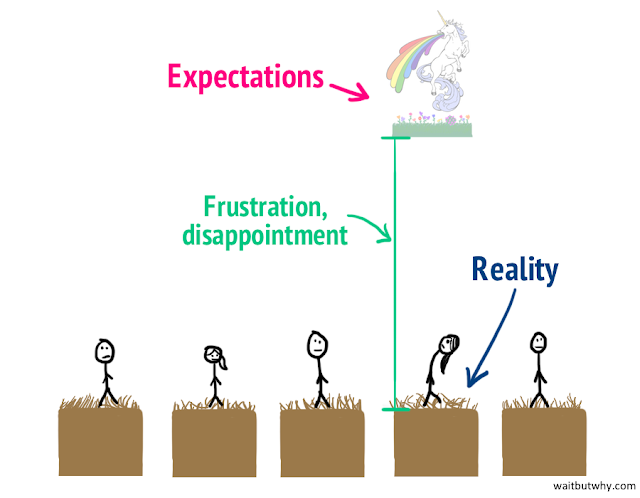 Expectations
Frustration,
disappointment
Reality
waitbutwhy.com